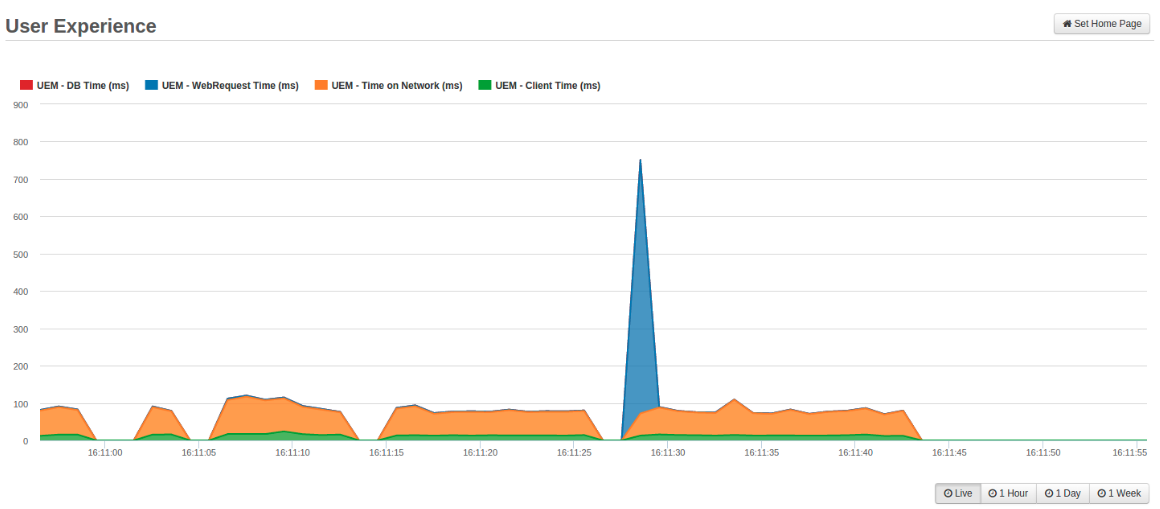 User Experience
Set Home Page
UEM - DB Time (ms) UEM - WebRequest Time (ms) UEM - Time on Network (ms) UEM - Client Time (ms)
900
800
700
600
500
400
300
200
100
0
16:11:00 16:11:05 16:11:10 16:11:15 16:11:20 16:11:25 16:11:30 16:11:35 16:11:40 16:11:45 16:11:50 16:11:55
Live 1 Hour 1 Day 1 Week